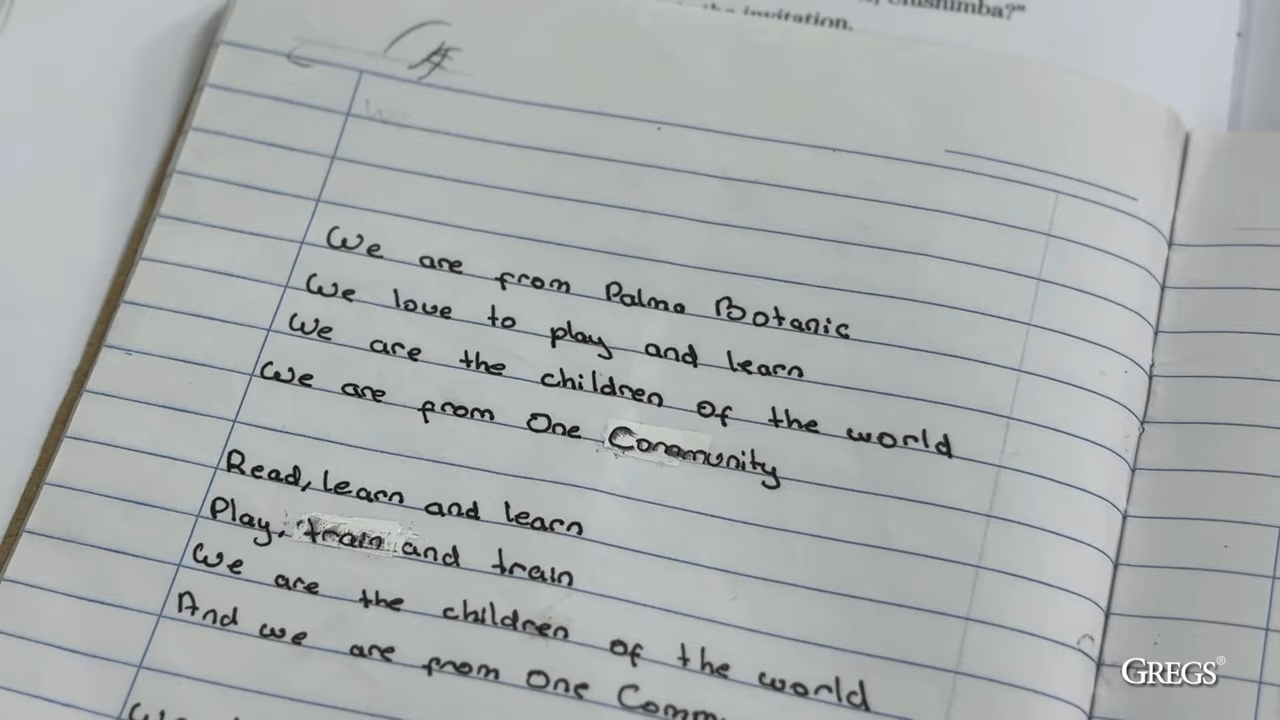 Chishimba?"
the invitation.
We are from Palmo Botanic
We love to play and learn
We are the children of the world
We are from One Community
Read, learn and learn
Play, train and train
We are the children of the world
And we are from One Comm
GREGS®